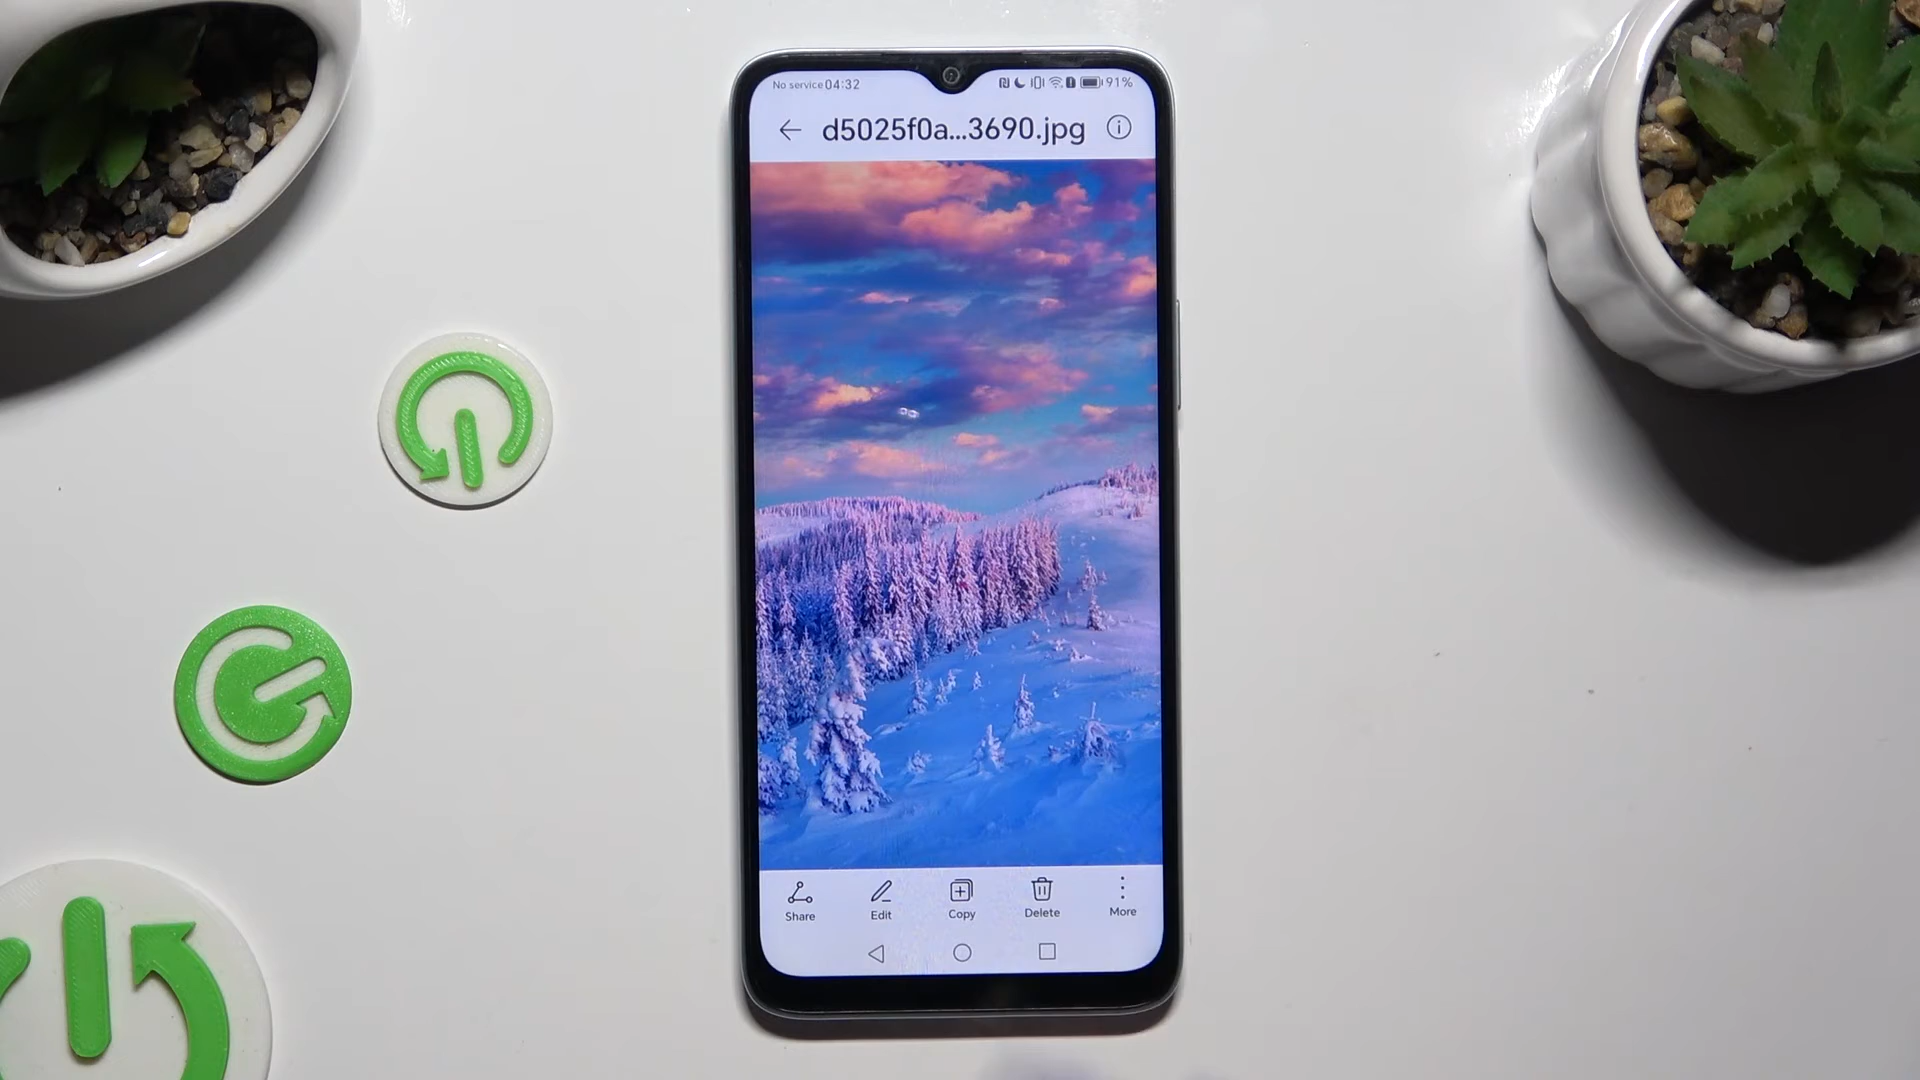 No service 04:32 91%
d5025f0a...3690.jpg
Share Edit Copy Delete More